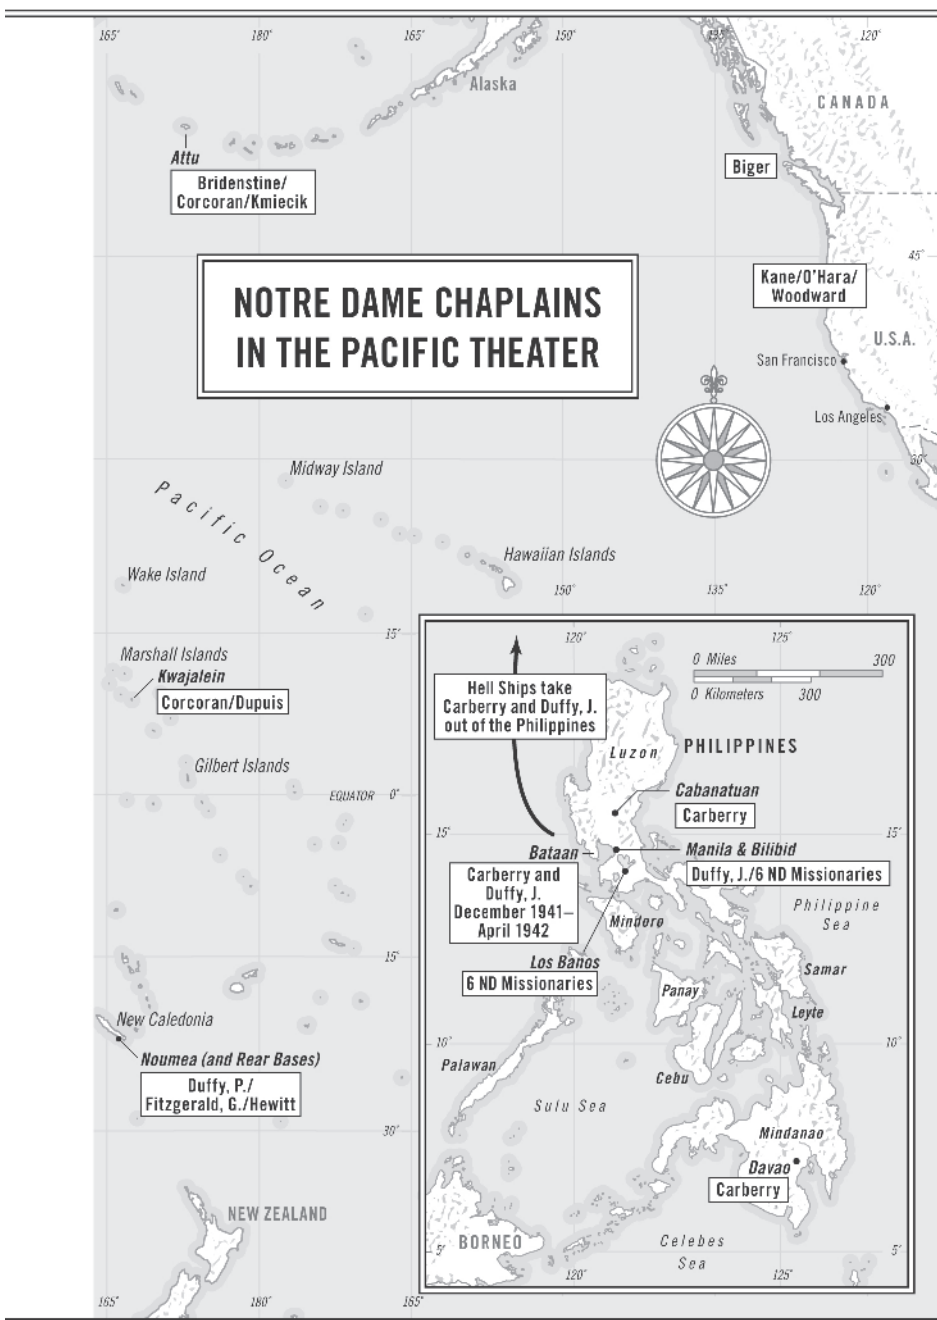 165°
180°
165°
150°
135°
120°
Alaska
CANADA
Attu
Bridenstine/
Corcoran/Kmiecik
Biger
45°
Kane/O'Hara/
Woodward
NOTRE DAME CHAPLAINS
IN THE PACIFIC THEATER
U.S.A.
San Francisco
Los Angeles
30°
Midway Island
Pacific Ocean
Hawaiian Islands
Wake Island
150°
135°
120°
15°
Marshall Islands
Kwajalein
Corcoran/Dupuis
Gilbert Islands
EQUATOR 0°
15°
New Caledonia
Noumea (and Rear Bases)
Duffy, P./
Fitzgerald, G./Hewitt
30°
NEW ZEALAND
165°
180°
165°
120°
125°
0 Miles 300
0 Kilometers 300
Hell Ships take
Carberry and Duffy, J.
out of the Philippines
Luzon
PHILIPPINES
Cabanatuan
Carberry
15°
15°
Bataan
Manila & Bilibid
Duffy, J./6 ND Missionaries
Carberry and
Duffy, J.
December 1941–
April 1942
Philippine
Sea
Mindoro
Los Banos
6 ND Missionaries
Samar
Panay
Leyte
10°
10°
Palawan
Cebu
Sulu Sea
Mindanao
Davao
Carberry
BORNEO
Celebes
Sea
5°
5°
120°
125°